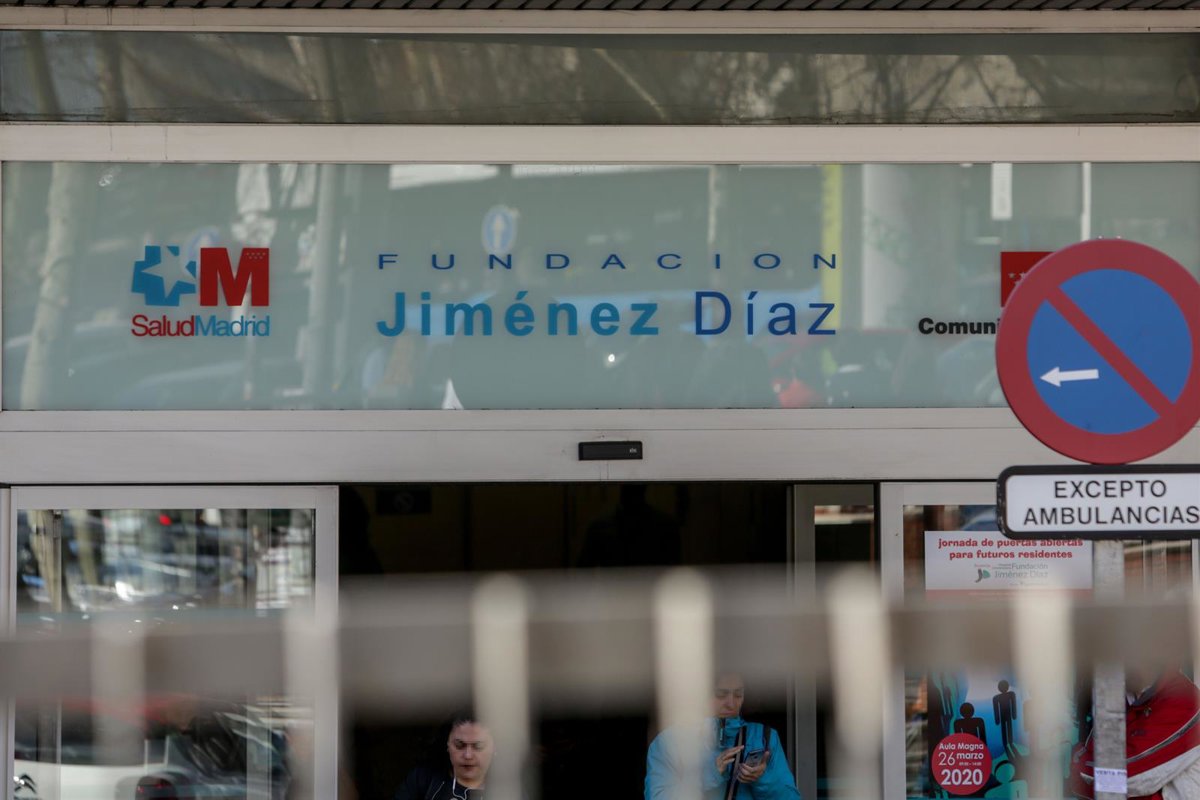 M
SaludMadrid
FUNDACION
Jiménez Díaz
Comuni
EXCEPTO
AMBULANCIAS
jornada de puertas abiertas
para futuros residentes
Fundación
Jiménez Díaz
Aula Magna
26 marzo
2020